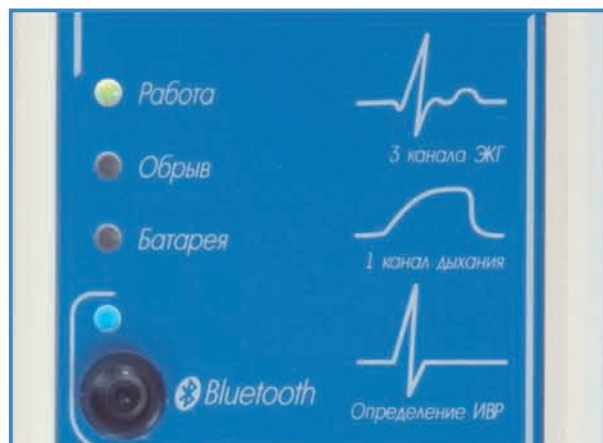 Работа
3 канала ЭКГ
Обрыв
Батарея
1 канал дыхания
Bluetooth
Определение ИВР